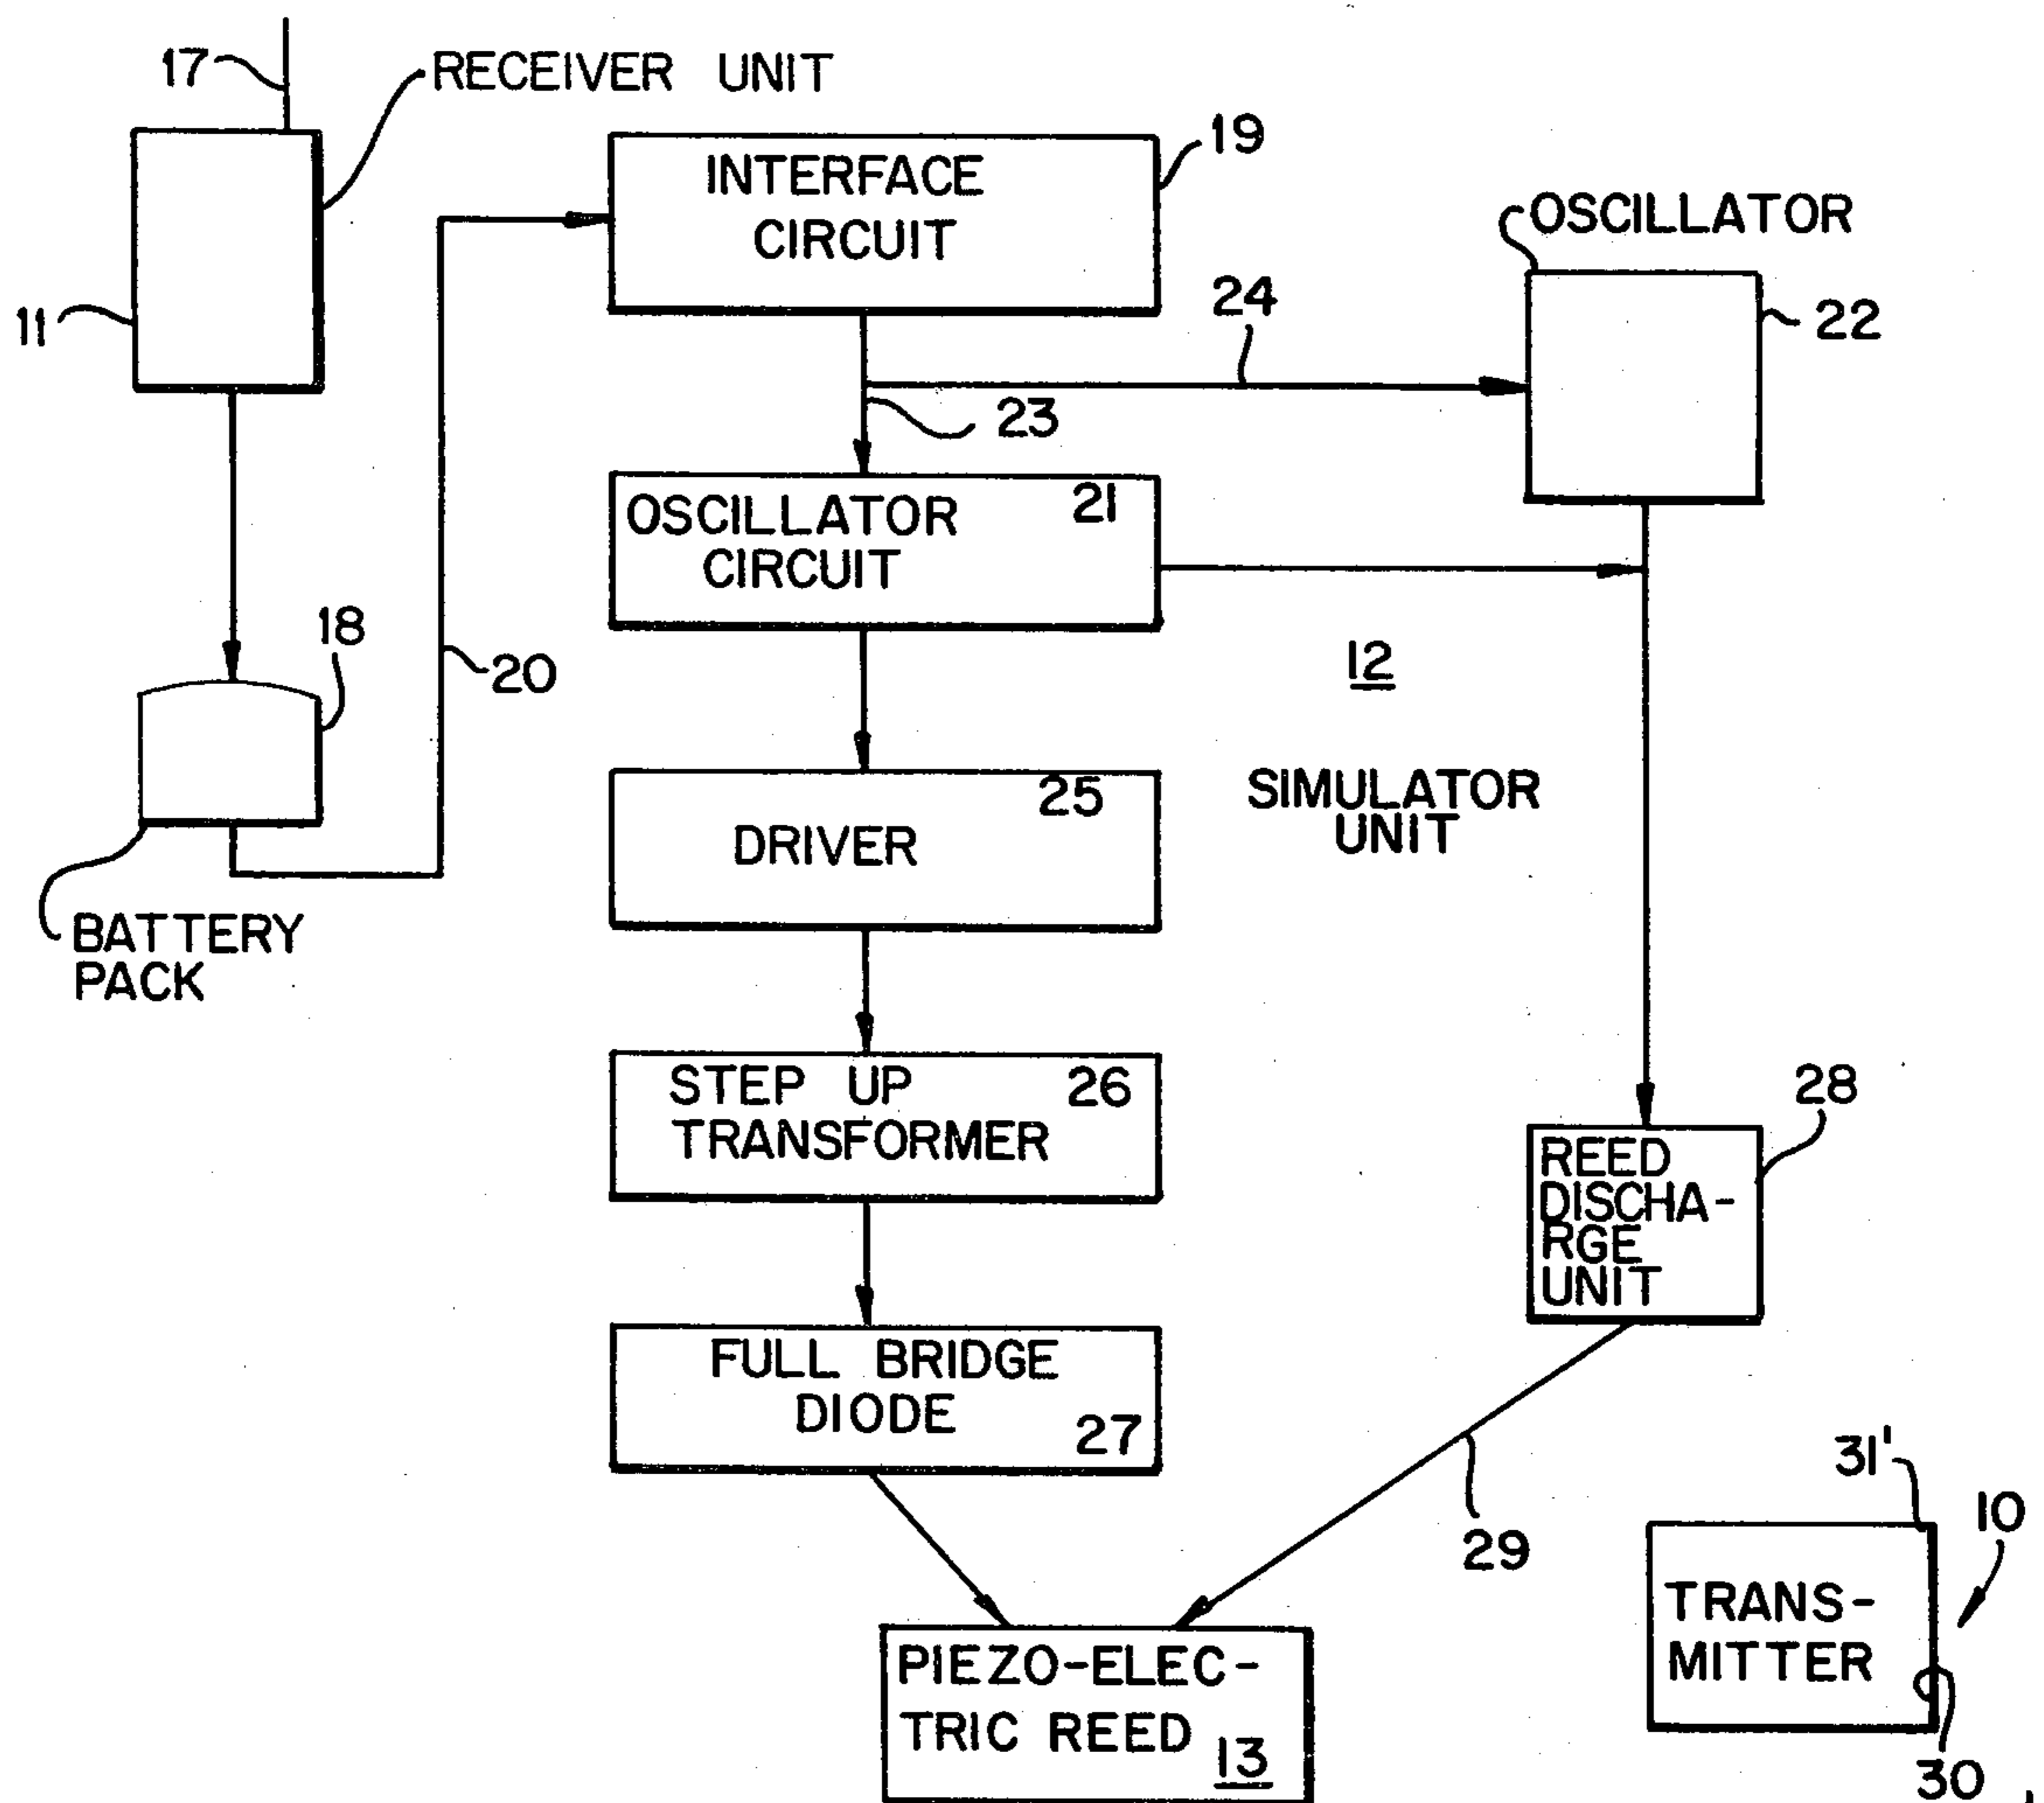 17
RECEIVER UNIT
11
INTERFACE
CIRCUIT
19
OSCILLATOR
22
24
23
OSCILLATOR
CIRCUIT
21
18
20
BATTERY
PACK
12
SIMULATOR
UNIT
DRIVER
25
STEP UP
TRANSFORMER
26
28
REED
DISCHA-
RGE
UNIT
FULL BRIDGE
DIODE
27
29
PIEZO-ELEC-
TRIC REED
13
31'
10
TRANS-
MITTER
30